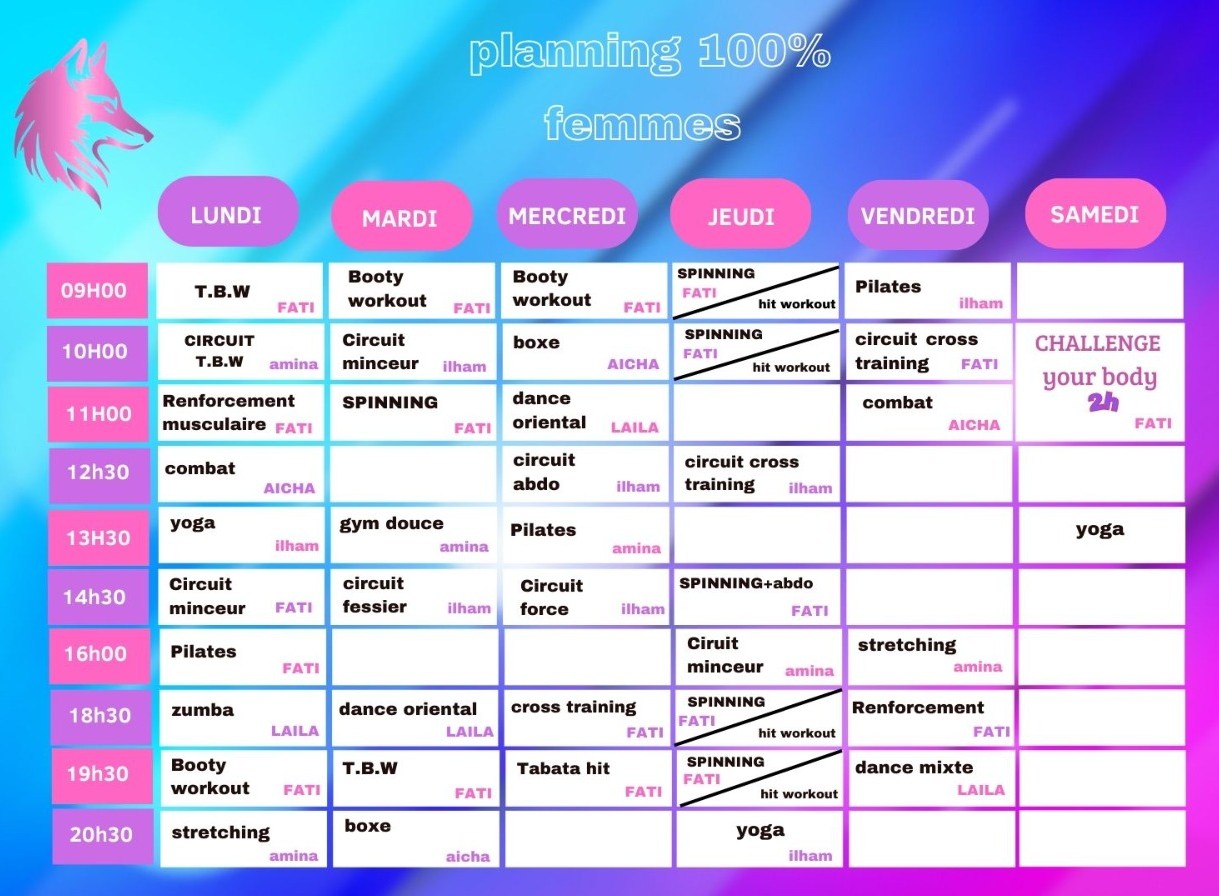 planning 100%
femmes
LUNDI MARDI MERCREDI JEUDI VENDREDI SAMEDI
09H00
T.B.W
FATI
Booty
workout FATI
Booty
workout FATI
SPINNING
FATI
hit workout
Pilates
ilham
10H00
CIRCUIT
T.B.W amina
Circuit
minceur ilham
boxe
AICHA
SPINNING
FATI
hit workout
circuit cross
training FATI
CHALLENGE
your body
2h
FATI
11H00
Renforcement
musculaire FATI
SPINNING
FATI
dance
oriental LAILA
combat
AICHA
12h30
combat
AICHA
circuit
abdo ilham
circuit cross
training ilham
13H30
yoga
ilham
gym douce
amina
Pilates
amina
yoga
14h30
Circuit
minceur FATI
circuit
fessier ilham
Circuit
force ilham
SPINNING+abdo
FATI
16h00
Pilates
FATI
Ciruit
minceur amina
stretching
amina
18h30
zumba
LAILA
dance oriental
LAILA
cross training
FATI
SPINNING
FATI
hit workout
Renforcement
FATI
19h30
Booty
workout FATI
T.B.W
FATI
Tabata hit
FATI
SPINNING
FATI
hit workout
dance mixte
LAILA
20h30
stretching
amina
boxe
aicha
yoga
ilham